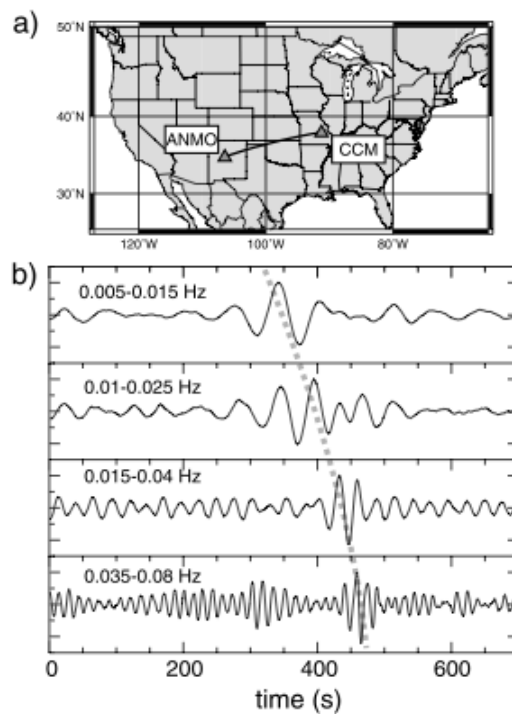 a)
50°N
40°N
30°N
ANMO
CCM
120°W 100°W 80°W
b)
0.005-0.015 Hz
0.01-0.025 Hz
0.015-0.04 Hz
0.035-0.08 Hz
0 200 400 600
time (s)